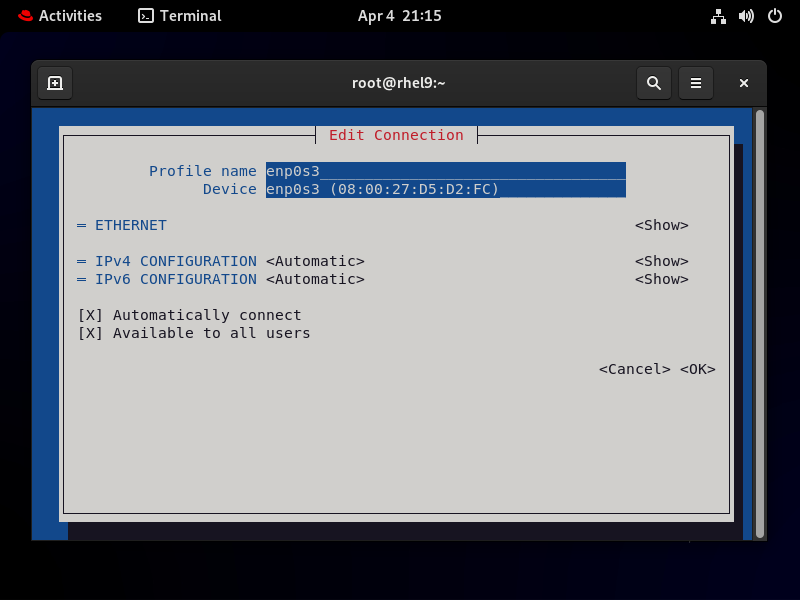 Activities Terminal Apr 4 21:15
root@rhel9:~
Edit Connection
Profile name enp0s3
Device enp0s3 (08:00:27:D5:D2:FC)
= ETHERNET <Show>
= IPv4 CONFIGURATION <Automatic> <Show>
= IPv6 CONFIGURATION <Automatic> <Show>
[X] Automatically connect
[X] Available to all users
<Cancel> <OK>